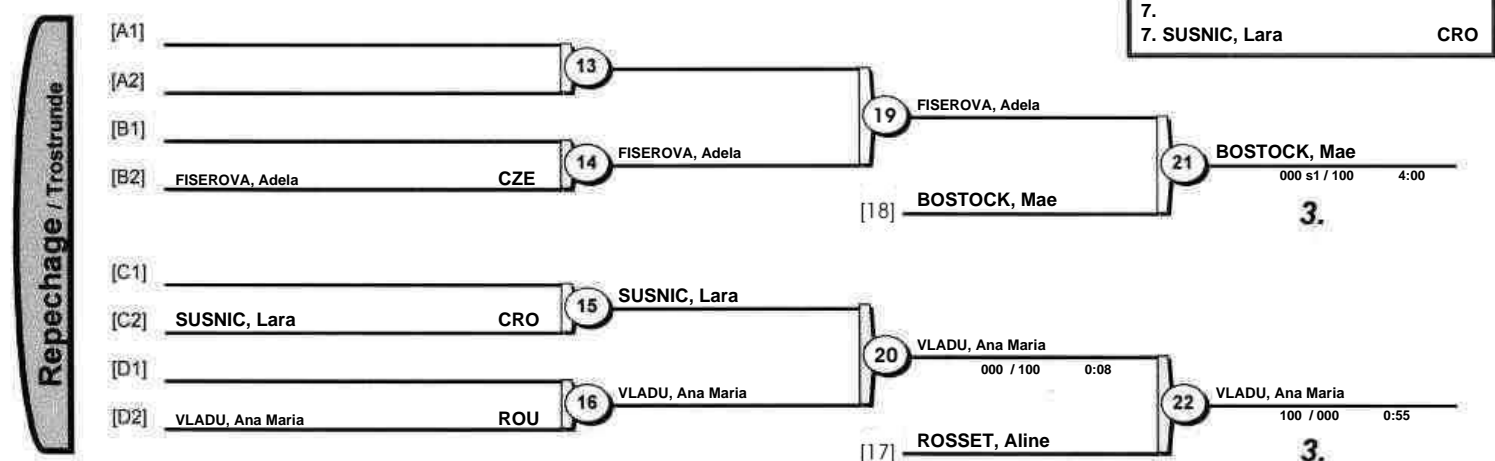 7.
7. SUSNIC, Lara CRO
Repechage / Trostrunde
[A1]
13
[A2]
[B1]
19 FISEROVA, Adela
14 FISEROVA, Adela
[B2] FISEROVA, Adela CZE
21 BOSTOCK, Mae
000 s1 / 100 4:00
[18] BOSTOCK, Mae
3.
[C1]
15 SUSNIC, Lara
[C2] SUSNIC, Lara CRO
20 VLADU, Ana Maria
000 / 100 0:08
[D1]
16 VLADU, Ana Maria
[D2] VLADU, Ana Maria ROU
22 VLADU, Ana Maria
100 / 000 0:55
[17] ROSSET, Aline
3.